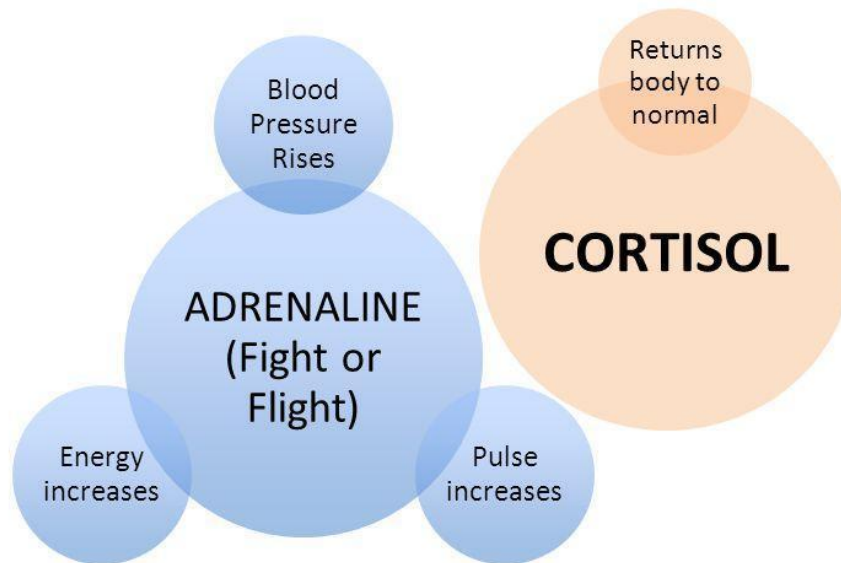 Blood
Pressure
Rises
ADRENALINE
(Fight or
Flight)
Energy
increases
Pulse
increases
Returns
body to
normal
CORTISOL